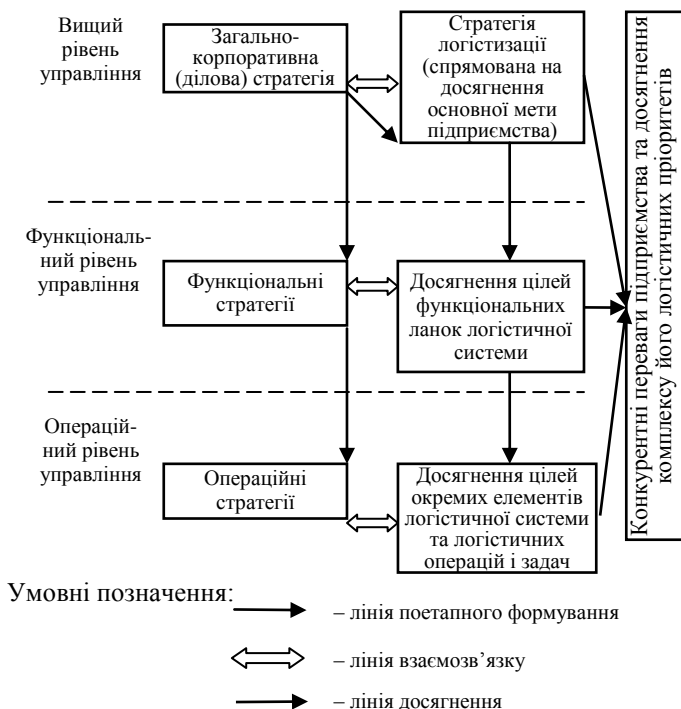 Вищий
рівень
управління
Загально-
корпоративна
(ділова) стратегія
Стратегія
логістизації
(спрямована на
досягнення
основної мети
підприємства)
Функціональ-
ний рівень
управління
Функціональні
стратегії
Досягнення цілей
функціональних
ланок логістичної
системи
Операцій-
ний рівень
управління
Операційні
стратегії
Досягнення цілей
окремих елементів
логістичної системи
та логістичних
операцій і задач
Конкурентні переваги підприємства та досягнення
комплексу його логістичних пріоритетів
Умовні позначення:
– лінія поетапного формування
– лінія взаємозв’язку
– лінія досягнення